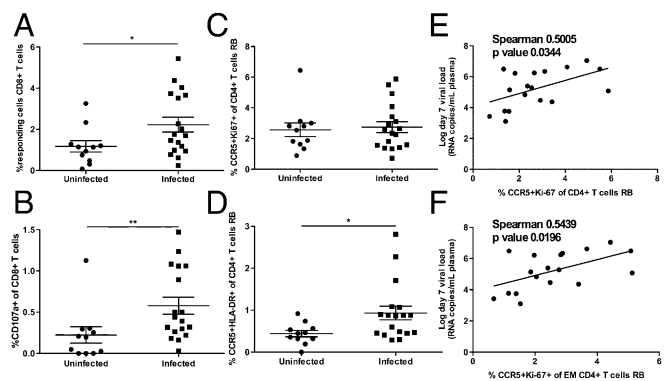 A
%responding cells CD8+ T cells
6
4
2
0
*
Uninfected
Infected
C
% CCR5+Ki67+ of CD4+ T cells RB
8
6
4
2
0
Uninfected
Infected
E
Spearman 0.5005
p value 0.0344
Log day 7 viral load
(RNA copies/mL plasma)
8
6
4
2
0
0
2
4
6
8
% CCR5+Ki-67 of CD4+ T cells RB
B
%CD107a+ of CD8+ T cells
1.5
1.0
0.5
0.0
**
Uninfected
Infected
D
% CCR5+HLA-DR+ of CD4+ T cells RB
3
2
1
0
*
Uninfected
Infected
F
Spearman 0.5439
p value 0.0196
Log day 7 viral load
(RNA copies/mL plasma)
8
6
4
2
0
0
2
4
6
% CCR5+Ki-67+ of EM CD4+ T cells RB